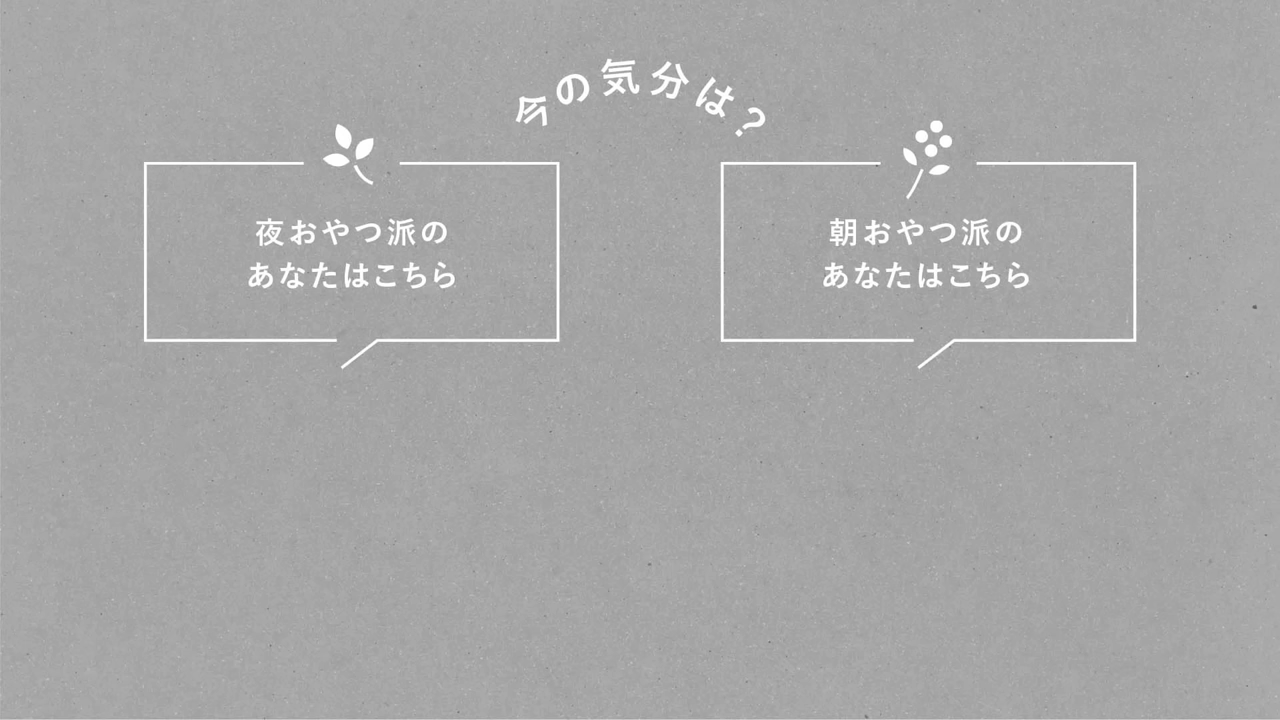 今の気分は?
夜おやつ派の
あなたはこちら
朝おやつ派の
あなたはこちら